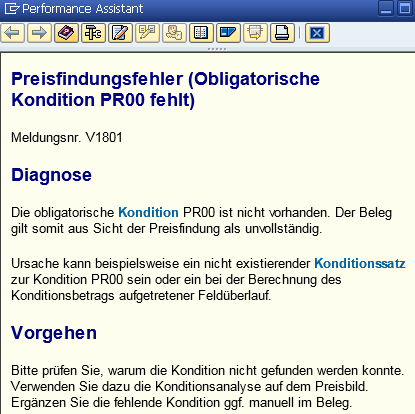 Performance Assistant
Preisfindungsfehler (Obligatorische
Kondition PR00 fehlt)
Meldungsnr. V1801
Diagnose
Die obligatorische Kondition PR00 ist nicht vorhanden. Der Beleg
gilt somit aus Sicht der Preisfindung als unvollständig.
Ursache kann beispielsweise ein nicht existierender Konditionssatz
zur Kondition PR00 sein oder ein bei der Berechnung des
Konditionsbetrags aufgetretener Feldüberlauf.
Vorgehen
Bitte prüfen Sie, warum die Kondition nicht gefunden werden konnte.
Verwenden Sie dazu die Konditionsanalyse auf dem Preisbild.
Ergänzen Sie die fehlende Kondition ggf. manuell im Beleg.